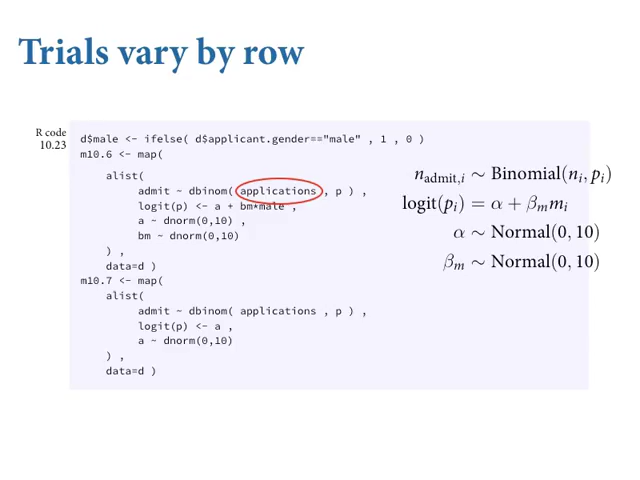 Trials vary by row
R code
10.23
d$male <- ifelse( d$applicant.gender=="male" , 1 , 0 )
m10.6 <- map(
alist(
admit ~ dbinom( applications , p ) ,
logit(p) <- a + bm*male ,
a ~ dnorm(0,10) ,
bm ~ dnorm(0,10)
) ,
data=d )
m10.7 <- map(
alist(
admit ~ dbinom( applications , p ) ,
logit(p) <- a ,
a ~ dnorm(0,10)
) ,
data=d )
n_admit,i ∼ Binomial(n_i, p_i)
logit(p_i) = α + β_m m_i
α ∼ Normal(0, 10)
β_m ∼ Normal(0, 10)